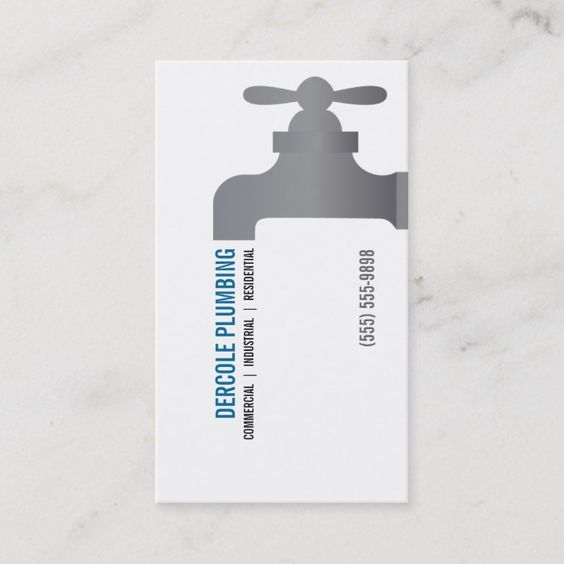 DERCOLE PLUMBING
COMMERCIAL | INDUSTRIAL | RESIDENTIAL
(555) 555-9898